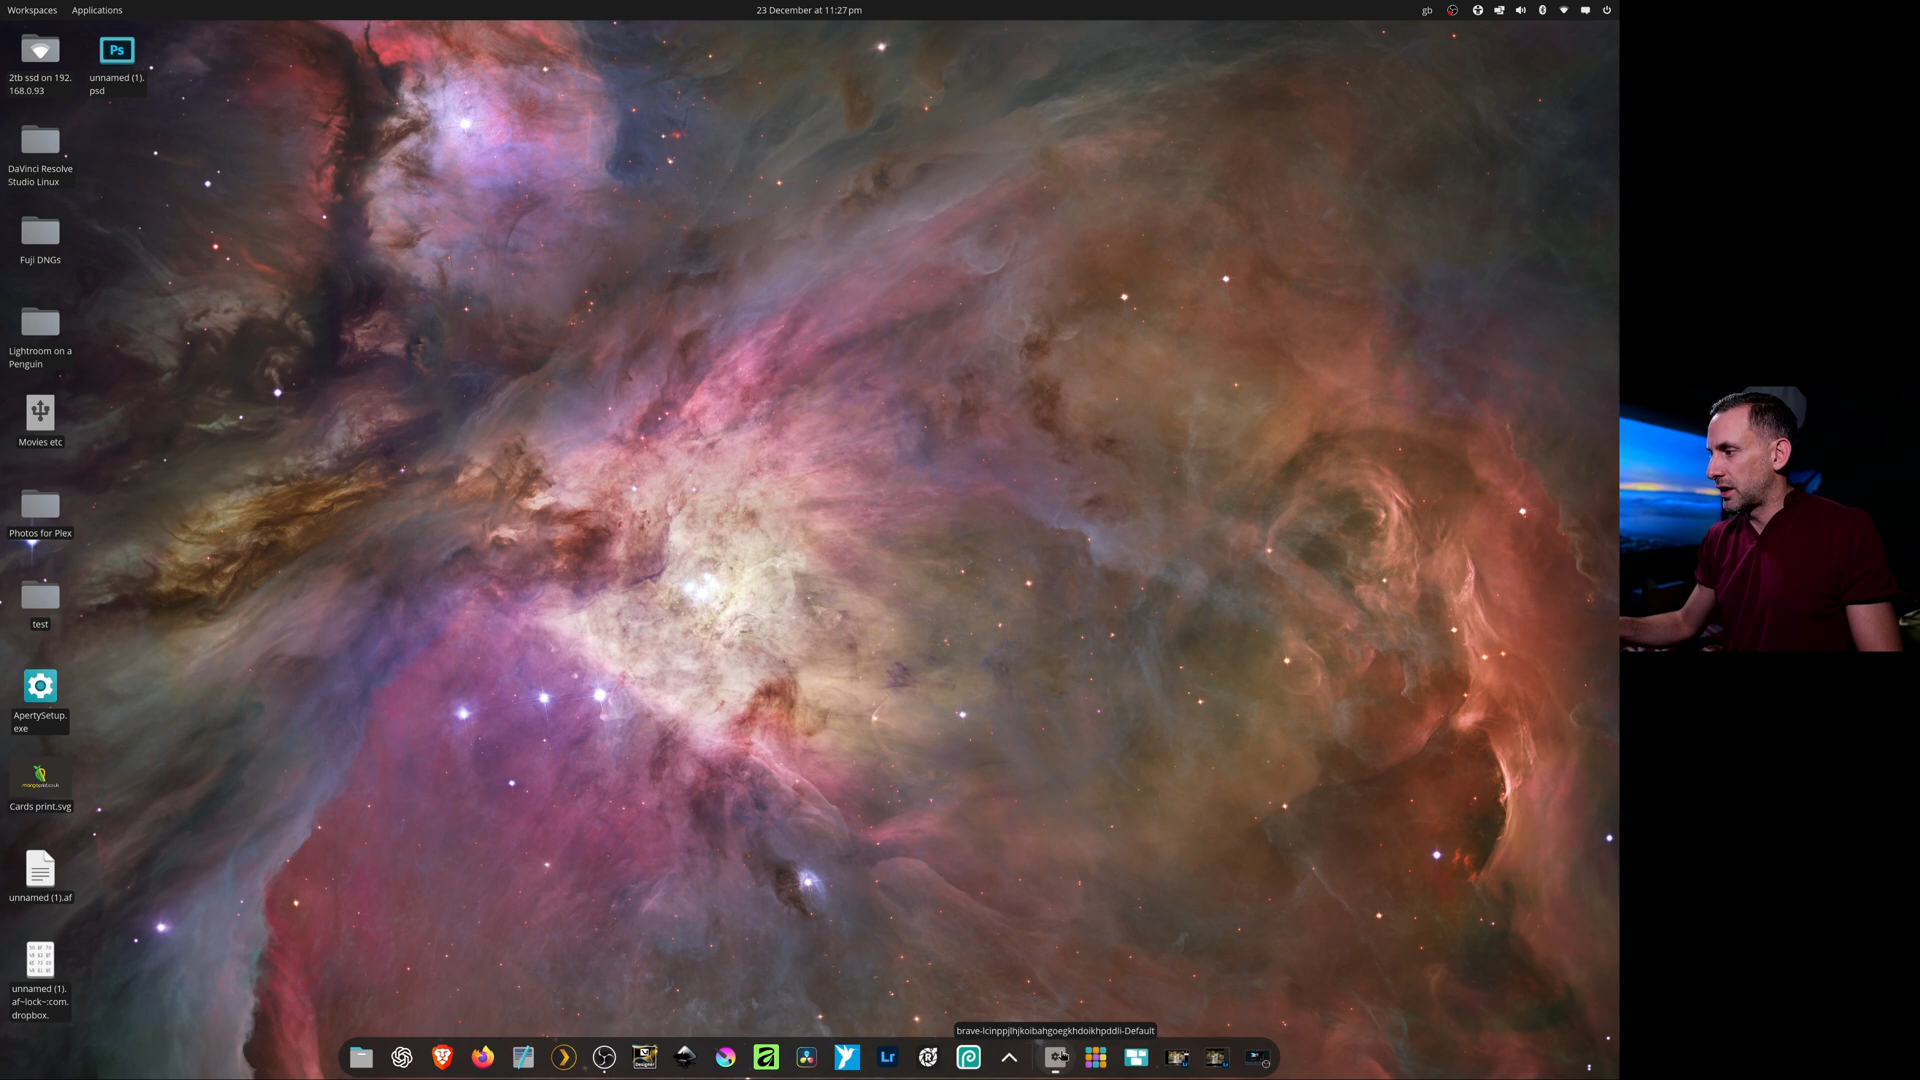 Workspaces
Applications
23 December at 11:27 pm
gb
2tb ssd on 192.
168.0.93
Ps
unnamed (1).
psd
DaVinci Resolve
Studio Linux
Fuji DNGs
Lightroom on a
Penguin
Movies etc
Photos for Plex
test
ApertySetup.
exe
Cards print.svg
unnamed (1).af
unnamed (1).
af~lock~:com.
dropbox.
brave-lcinppjlhjkoibahgoegkhdoikhpddli-Default
Designer
Lr